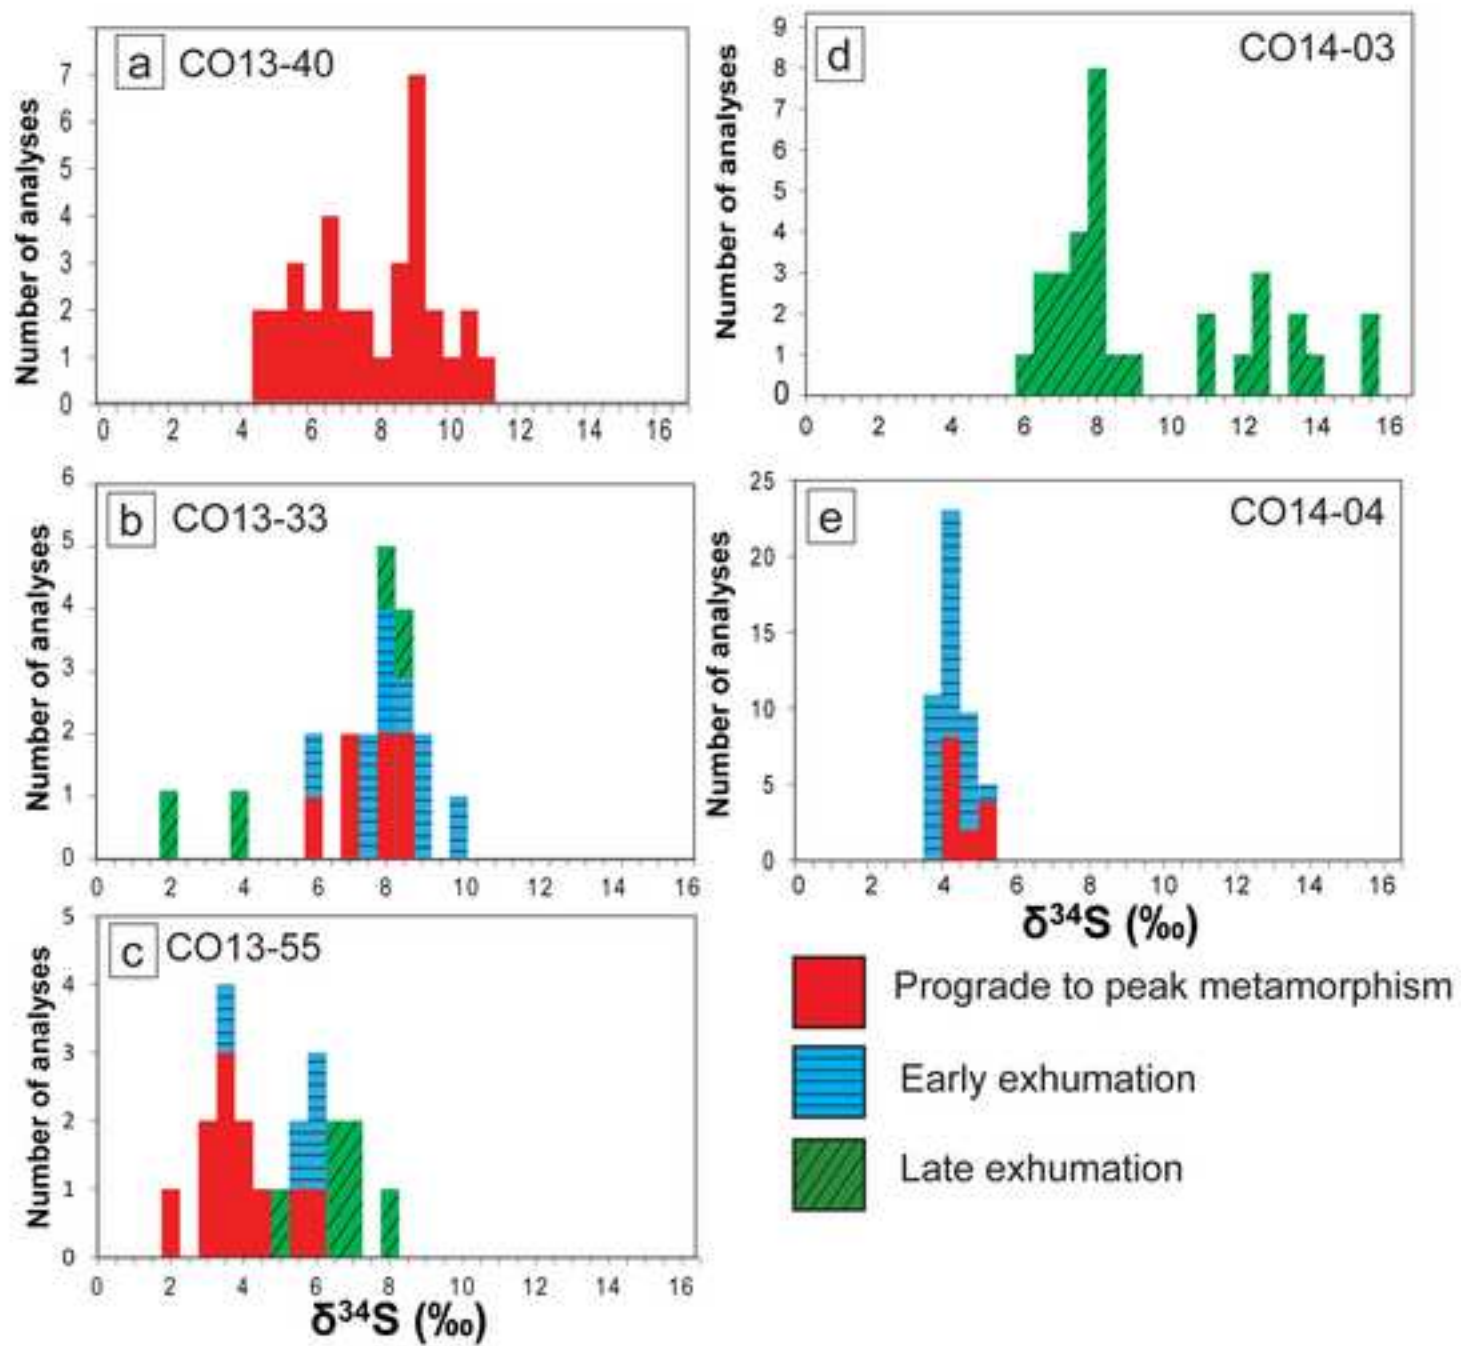 a CO13-40
Number of analyses
7
6
5
4
3
2
1
0
0 2 4 6 8 10 12 14 16
d CO14-03
Number of analyses
9
8
7
6
5
4
3
2
1
0
0 2 4 6 8 10 12 14 16
b CO13-33
Number of analyses
6
5
4
3
2
1
0
0 2 4 6 8 10 12 14 16
e CO14-04
Number of analyses
25
20
15
10
5
0
0 2 4 6 8 10 12 14 16
δ³⁴S (‰)
c CO13-55
Number of analyses
5
4
3
2
1
0
0 2 4 6 8 10 12 14 16
δ³⁴S (‰)
Prograde to peak metamorphism
Early exhumation
Late exhumation